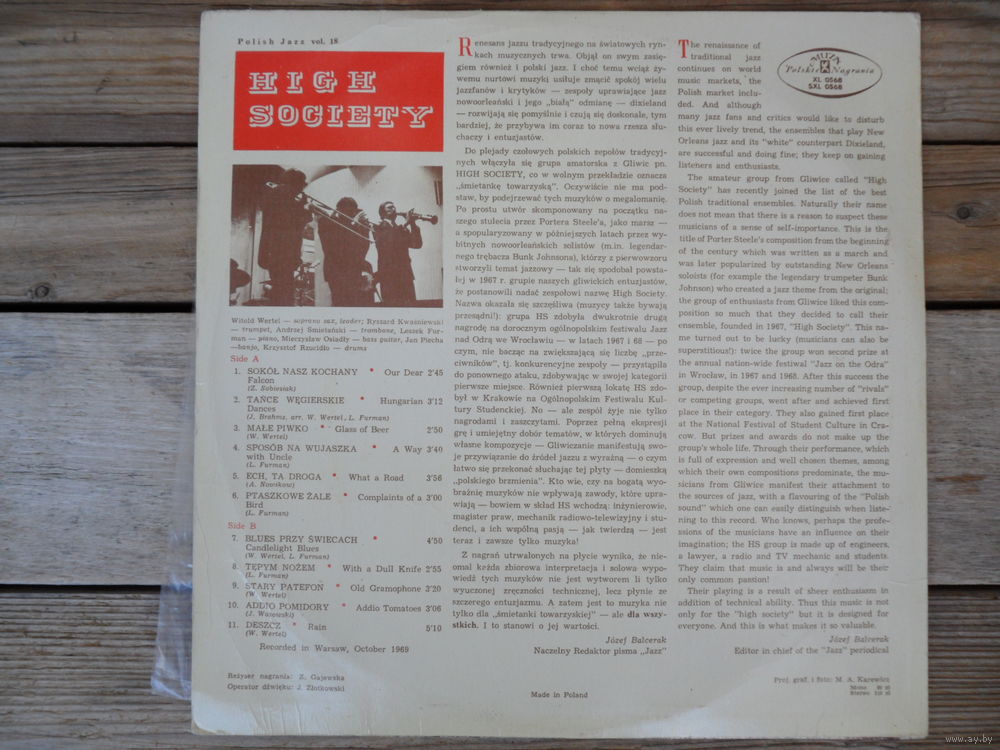 Polish Jazz vol. 18
HIGH
SOCIETY
Witold Wertel — soprano sax, leader; Ryszard Kwaśniewski
— trumpet, Andrzej Smietański — trombone, Leszek Fur-
man — piano, Mieczysław Osiadły — bass guitar, Jan Piecha
—banjo, Krzysztof Rzucidło — drums
Side A
1. SOKÓŁ NASZ KOCHANY * Our Dear 2'45
Falcon
(Z. Sobiesiak)
2. TAŃCE WĘGIERSKIE * Hungarian 3'12
Dances
(J. Brahms, arr. W. Wertel, L. Furman)
3. MAŁE PIWKO * Glass of Beer 2'50
(W. Wertel)
4. SPOSÓB NA WUJASZKA * A Way 3'40
with Uncle
(L. Furman)
5. ECH, TA DROGA * What a Road 3'56
(A. Nowikow)
6. PTASZKOWE ŻALE * Complaints of a 3'00
Bird
(L. Furman)
Side B
7. BLUES PRZY ŚWIECACH * 4'50
Candlelight Blues
(W. Wertel, L. Furman)
8. TĘPYM NOŻEM * With a Dull Knife 2'55
(L. Furman)
9. STARY PATEFON * Old Gramophone 3'20
(W. Wertel)
10. ADDIO POMIDORY * Addio Tomatoes 3'06
(J. Wasowski)
11. DESZCZ * Rain 5'10
(W. Wertel)
Recorded in Warsaw, October 1969
Reżyser nagrania: Z. Gajewska
Operator dźwięku: J. Złotkowski
Renesans jazzu tradycyjnego na światowych ryn-
kach muzycznych trwa. Objął on swym zasię-
giem również i polski jazz. I choć temu wciąż ży-
wemu nurtowi muzyki usiłuje zmącić spokój wielu
jazzfanów i krytyków — zespoły uprawiające jazz
nowoorleański i jego „białą" odmianę — dixieland
— rozwijają się pomyślnie i czują się doskonale, tym
bardziej, że przybywa im coraz to nowa rzesza słu-
chaczy i entuzjastów.
Do plejady czołowych polskich zepołów tradycyj-
nych włączyła się grupa amatorska z Gliwic pn.
HIGH SOCIETY, co w wolnym przekładzie oznacza
„śmietankę towarzyską". Oczywiście nie ma pod-
staw, by podejrzewać tych muzyków o megalomanię.
Po prostu utwór skomponowany na początku na-
szego stulecia przez Portera Steele'a, jako marsz —
a spopularyzowany w późniejszych latach przez wy-
bitnych nowoorleańskich solistów (m.in. legendar-
nego trębacza Bunk Johnsona), którzy z pierwowzoru
stworzyli temat jazzowy — tak się spodobał powsta-
łej w 1967 r. grupie naszych gliwickich entuzjastów,
że postanowili nadać zespołowi nazwę High Society.
Nazwa okazała się szczęśliwa (muzycy także bywają
przesądni!): grupa HS zdobyła dwukrotnie drugą
nagrodę na dorocznym ogólnopolskim festiwalu Jazz
nad Odrą we Wrocławiu — w latach 1967 i 68 — po
czym, nie bacząc na zwiększającą się liczbę „prze-
ciwników", tj. konkurencyjne zespoły — przystąpiła
do ponownego ataku, zdobywając w swojej kategorii
pierwsze miejsce. Również pierwszą lokatę HS zdo-
był w Krakowie na Ogólnopolskim Festiwalu Kul-
tury Studenckiej. No — ale zespół żyje nie tylko
nagrodami i zaszczytami. Poprzez pełną ekspresji
grę i umiejętny dobór tematów, w których dominują
własne kompozycje — Gliwiczanie manifestują swo-
je przywiązanie do źródeł jazzu z wyraźną — o czym
łatwo się przekonać słuchając tej płyty — domieszką
„polskiego brzmienia". Kto wie, czy na bogatą wyo-
braźnię muzyków nie wpływają zawody, które upra-
wiają — bowiem w skład HS wchodzą: inżynierowie,
magister praw, mechanik radiowo-telewizyjny i stu-
denci, a ich wspólną pasją — jak twierdzą — jest
teraz i zawsze tylko muzyka!
Z nagrań utrwalonych na płycie wynika, że nie-
omal każda zbiorowa interpretacja i solowa wypo-
wiedź tych muzyków nie jest wytworem li tylko
wyuczonej zręczności technicznej, lecz płynie ze
szczerego entuzjazmu. A zatem jest to muzyka nie
tylko dla „śmietanki towarzyskiej" — ale dla wszy-
stkich. I to stanowi o jej wartości.
Józef Balcerak
Naczelny Redaktor pisma „Jazz"
The renaissance of
traditional jazz
continues on world
music markets, the
Polish market inclu-
ded. And although
many jazz fans and critics would like to disturb
this ever lively trend, the ensembles that play New
Orleans jazz and its "white" counterpart Dixieland,
are successful and doing fine; they keep on gaining
listeners and enthusiasts.
The amateur group from Gliwice called "High
Society" has recently joined the list of the best
Polish traditional ensembles. Naturally their name
does not mean that there is a reason to suspect these
musicians of a sense of self-importance. This is the
title of Porter Steele's composition from the beginning
of the century which was written as a march and
was later popularized by outstanding New Orleans
soloists (for example legendary trumpeter Bunk
Johnson) who created a jazz theme from the original;
the group of enthusiasts from Gliwice liked this com-
position so much that they decided to call their
ensemble, founded in 1967, "High Society". This na-
me turned out to be lucky (musicians can also be
superstitious!): twice the group won second prize at
the annual nation-wide festiwal "Jazz on the Odra"
in Wrocław, in 1967 and 1968. After this success the
group, despite the ever increasing number of "rivals"
or competing groups, went after and achieved first
place in their category. They also gained first place
at the National Festival of Student Culture in Cra-
cow. But prizes and awards do not make up the
group's whole life. Through their performance, which
is full of expression and well chosen themes, among
which their own compositions predominate, the mu-
sicians from Gliwice manifest their attachment to
the sources of jazz, with a flavouring of the "Polish
sound" which one can easily distinguish when liste-
ning to this record. Who knows, perhaps the profe-
ssions of the musicians have an influence on their
imagination; the HS group is made up of engineers,
a lawyer, a radio and TV mechanic and students.
They claim that music is and always will be their
only common passion!
Their playing is a result of sheer enthusiasm in
addition of technical ability. Thus this music is not
only for the "high society" but it is designed for
everyone. And this is what makes it so valuable.
Józef Balcerak
Editor in chief of the "Jazz" periodical
MUZA
Polskie Nagrania
XL 0568
SXL 0568
Proj. graf. i foto: M. A. Karewicz
Mono
Stereo
Made in Poland
www.ay.by